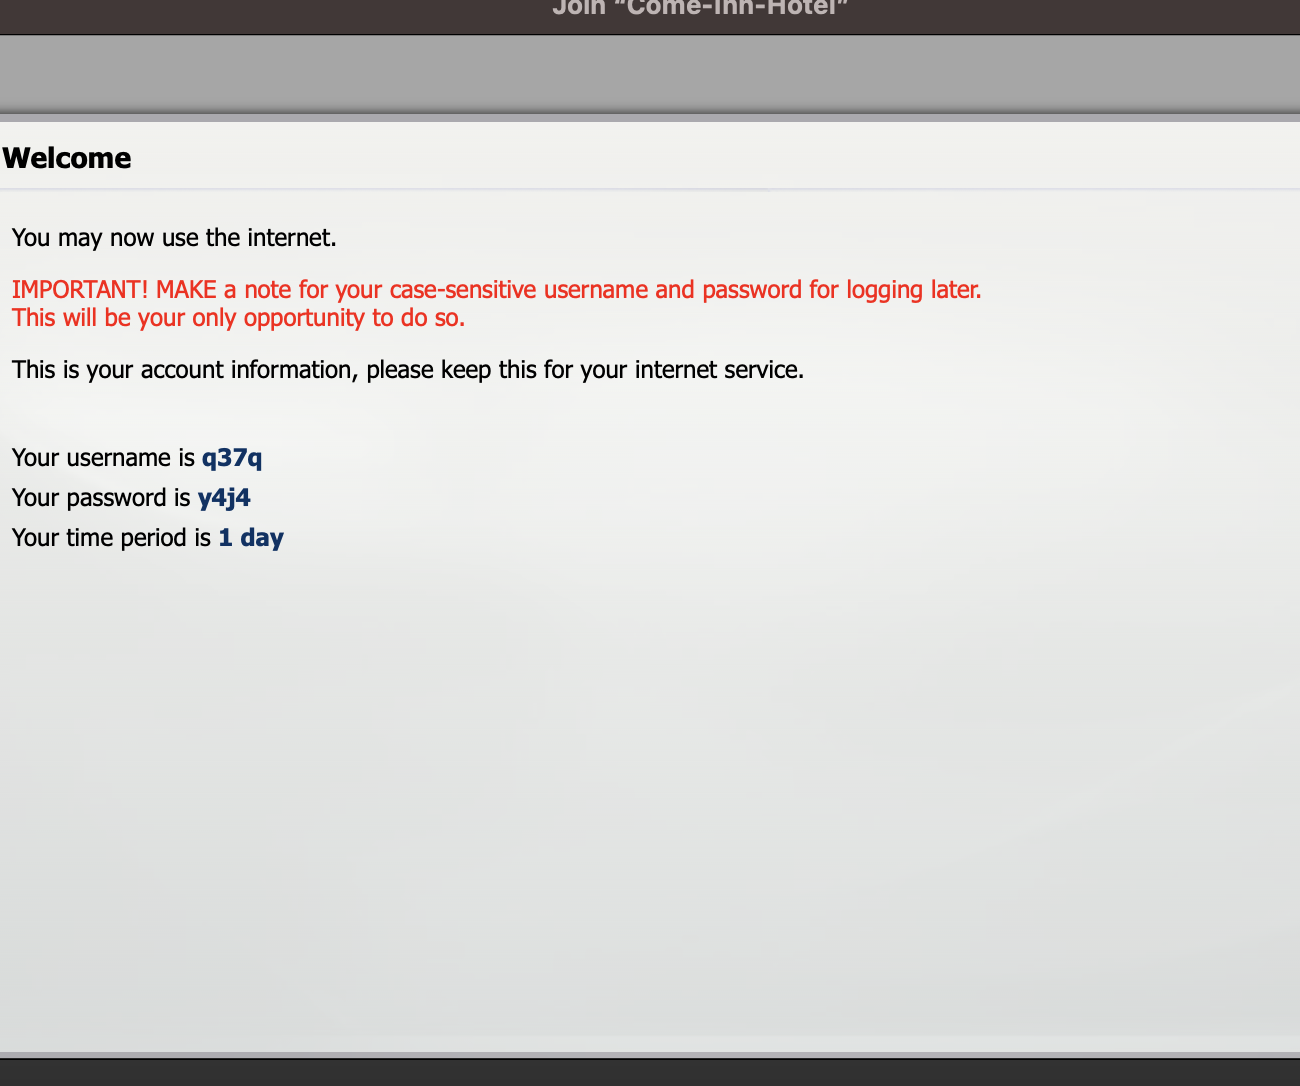 Join “Come-Inn-Hotel”
Welcome
You may now use the internet.
IMPORTANT! MAKE a note for your case-sensitive username and password for logging later.
This will be your only opportunity to do so.
This is your account information, please keep this for your internet service.
Your username is q37q
Your password is y4j4
Your time period is 1 day